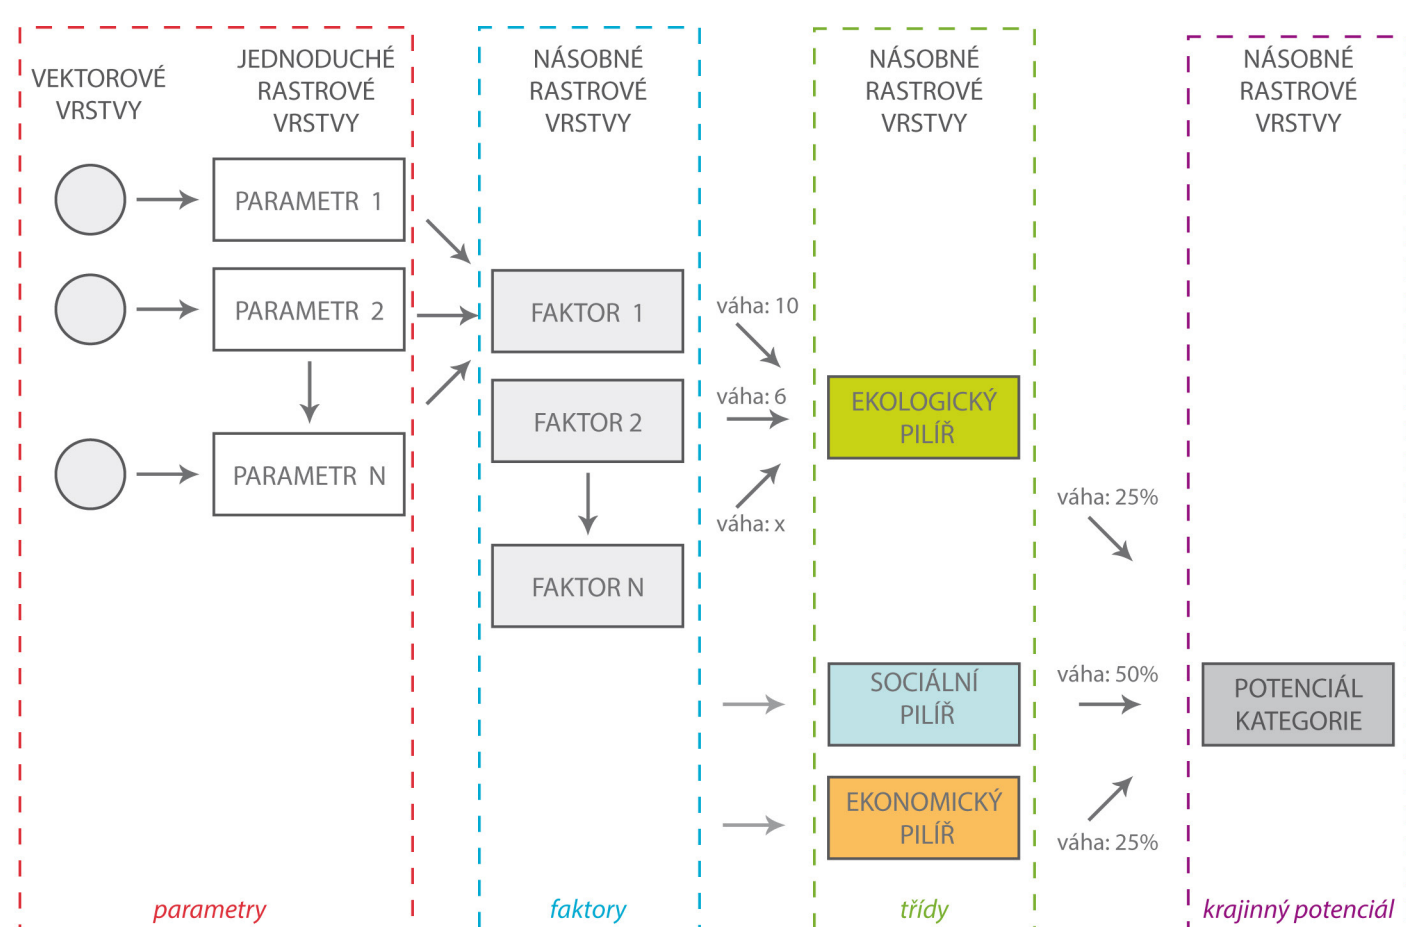 VEKTOROVÉ
VRSTVY
JEDNODUCHÉ
RASTROVÉ
VRSTVY
PARAMETR 1
PARAMETR 2
PARAMETR N
parametry
NÁSOBNÉ
RASTROVÉ
VRSTVY
FAKTOR 1
FAKTOR 2
FAKTOR N
faktory
váha: 10
váha: 6
váha: x
NÁSOBNÉ
RASTROVÉ
VRSTVY
EKOLOGICKÝ
PILÍŘ
SOCIÁLNÍ
PILÍŘ
EKONOMICKÝ
PILÍŘ
třídy
váha: 25%
váha: 50%
váha: 25%
NÁSOBNÉ
RASTROVÉ
VRSTVY
POTENCIÁL
KATEGORIE
krajinný potenciál